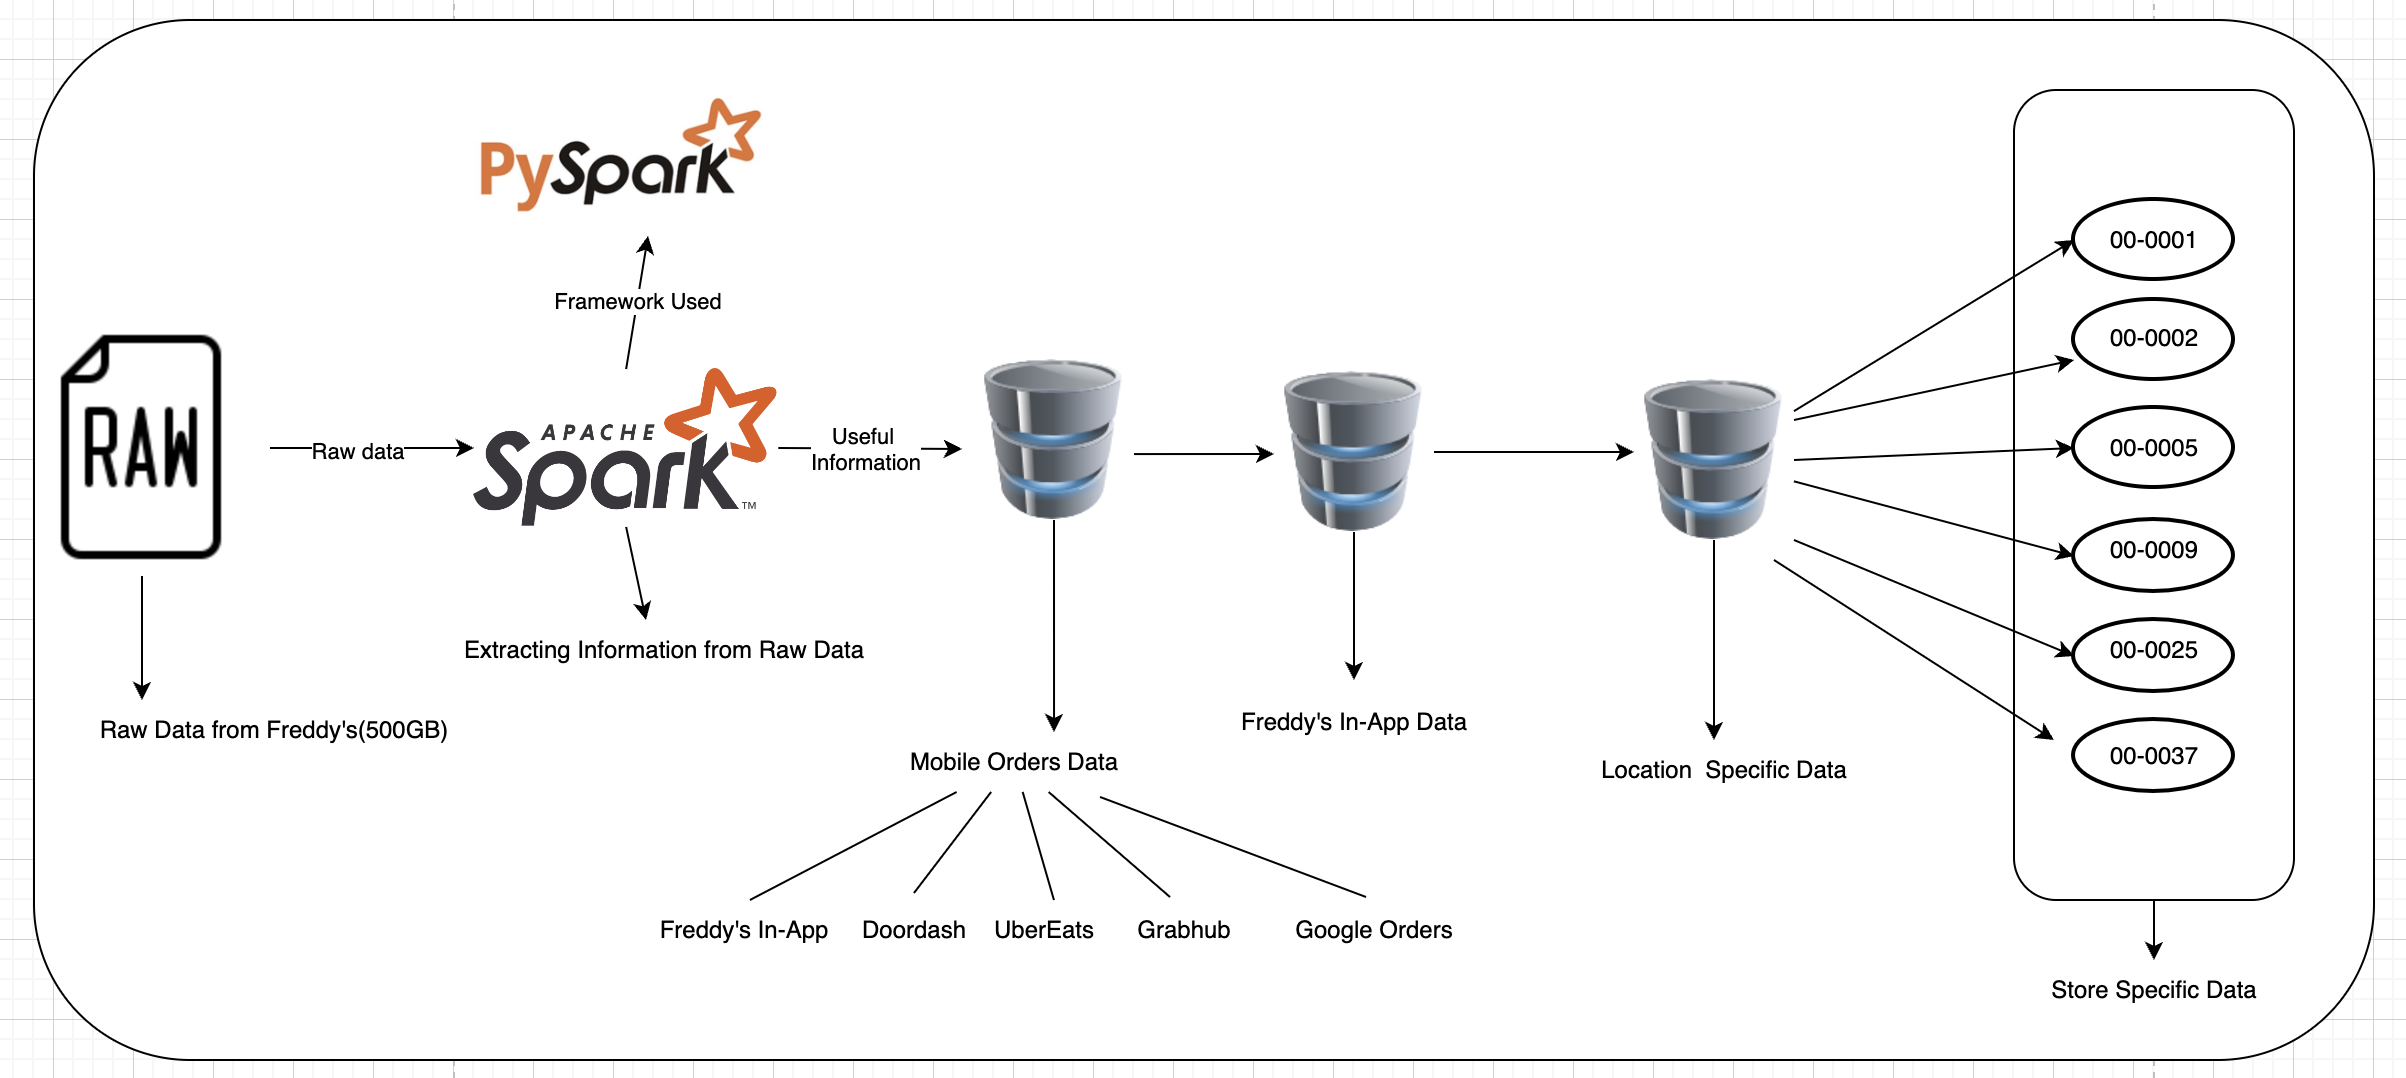 PySpark
Framework Used
RAW
Raw data
APACHE
Spark™
Useful
Information
Extracting Information from Raw Data
Raw Data from Freddy's(500GB)
Mobile Orders Data
Freddy's In-App
Doordash
UberEats
Grabhub
Google Orders
Freddy's In-App Data
Location  Specific Data
00-0001
00-0002
00-0005
00-0009
00-0025
00-0037
Store Specific Data